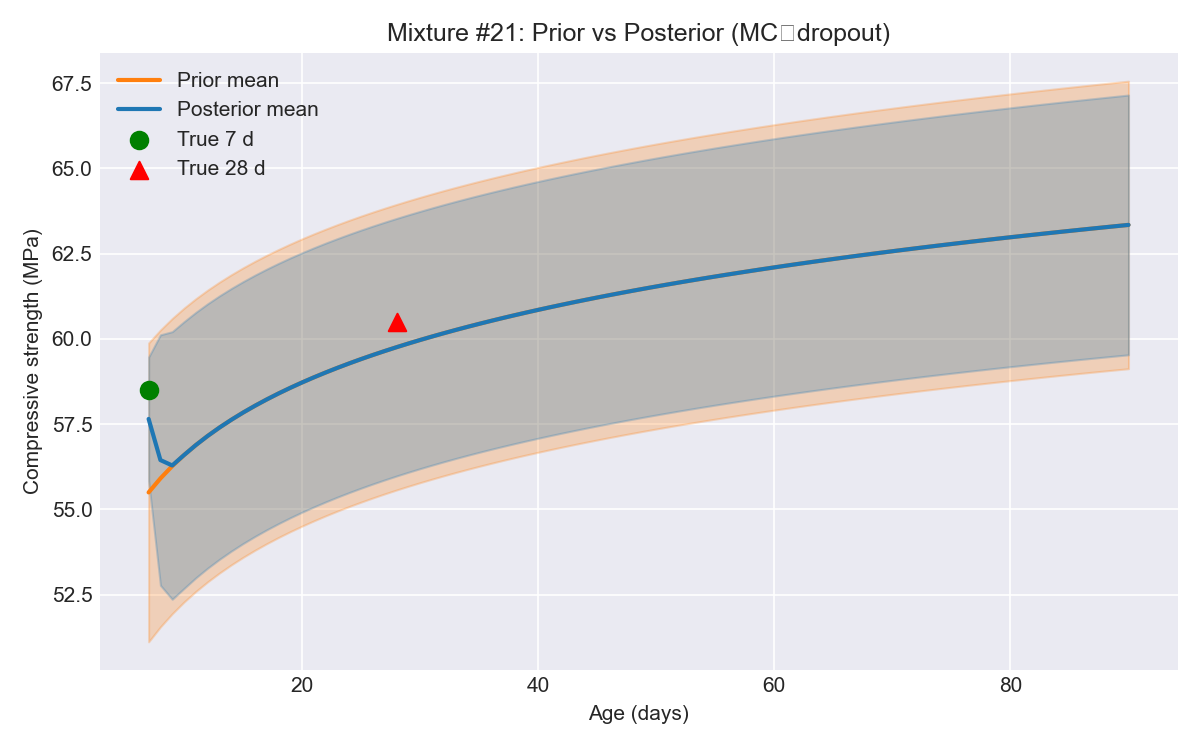 Mixture #21: Prior vs Posterior (MC□dropout)
Prior mean
Posterior mean
True 7 d
True 28 d
Compressive strength (MPa)
67.5
65.0
62.5
60.0
57.5
55.0
52.5
20
40
60
80
Age (days)